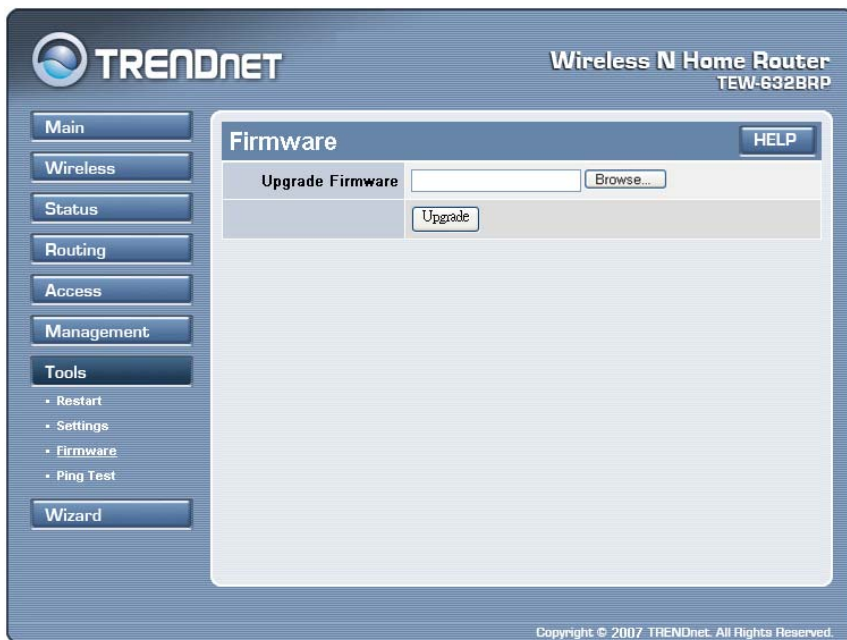 TRENDNET
Wireless N Home Router
TEW-632BRP
Main
Wireless
Status
Routing
Access
Management
Tools
• Restart
• Settings
• Firmware
• Ping Test
Wizard
Firmware
HELP
Upgrade Firmware
Browse...
Upgrade
Copyright © 2007 TRENDnet. All Rights Reserved.